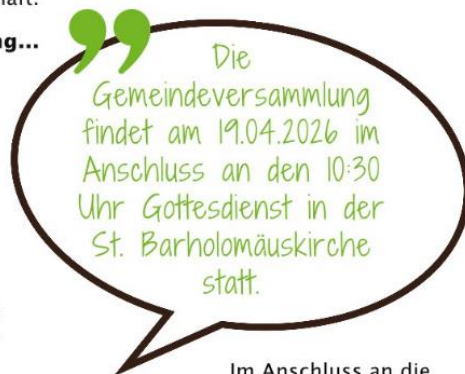 g...
Die
Gemeindeversammlung
findet am 19.04.2026 im
Anschluss an den 10:30
Uhr Gottesdienst in der
St. Barholomäuskirche
statt.
Im Anschluss an die